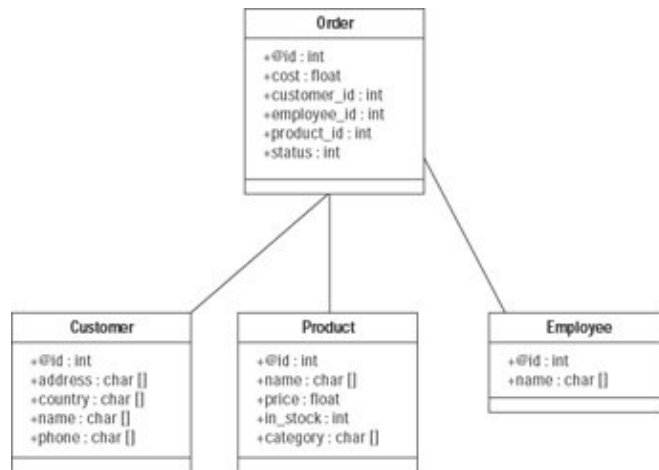 Order
+@id : int
+cost : float
+customer_id : int
+employee_id : int
+product_id : int
+status : int
Customer
+@id : int
+address : char []
+country : char []
+name : char []
+phone : char []
Product
+@id : int
+name : char []
+price : float
+in_stock : int
+category : char []
Employee
+@id : int
+name : char []